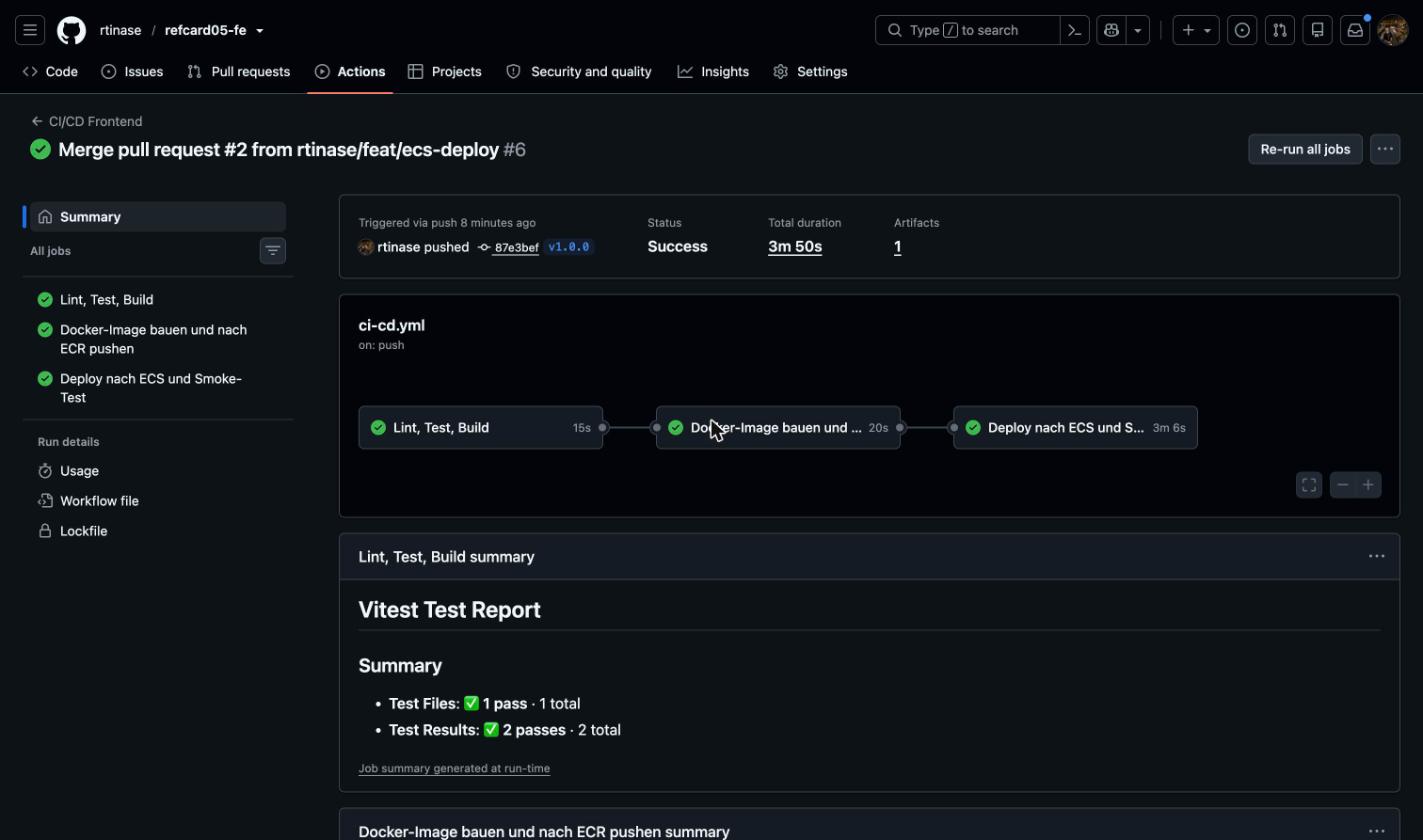 rtinase / refcard05-fe
Type / to search
Code
Issues
Pull requests
Actions
Projects
Security and quality
Insights
Settings
← CI/CD Frontend
Merge pull request #2 from rtinase/feat/ecs-deploy #6
Re-run all jobs
Summary
All jobs
Lint, Test, Build
Docker-Image bauen und nach
ECR pushen
Deploy nach ECS und Smoke-
Test
Run details
Usage
Workflow file
Lockfile
Triggered via push 8 minutes ago
rtinase pushed 87e3bef v1.0.0
Status
Success
Total duration
3m 50s
Artifacts
1
ci-cd.yml
on: push
Lint, Test, Build 15s
Docker-Image bauen und ... 20s
Deploy nach ECS und S... 3m 6s
Lint, Test, Build summary
Vitest Test Report
Summary
• Test Files: ✅ 1 pass · 1 total
• Test Results: ✅ 2 passes · 2 total
Job summary generated at run-time
Docker-Image bauen und nach ECR pushen summary